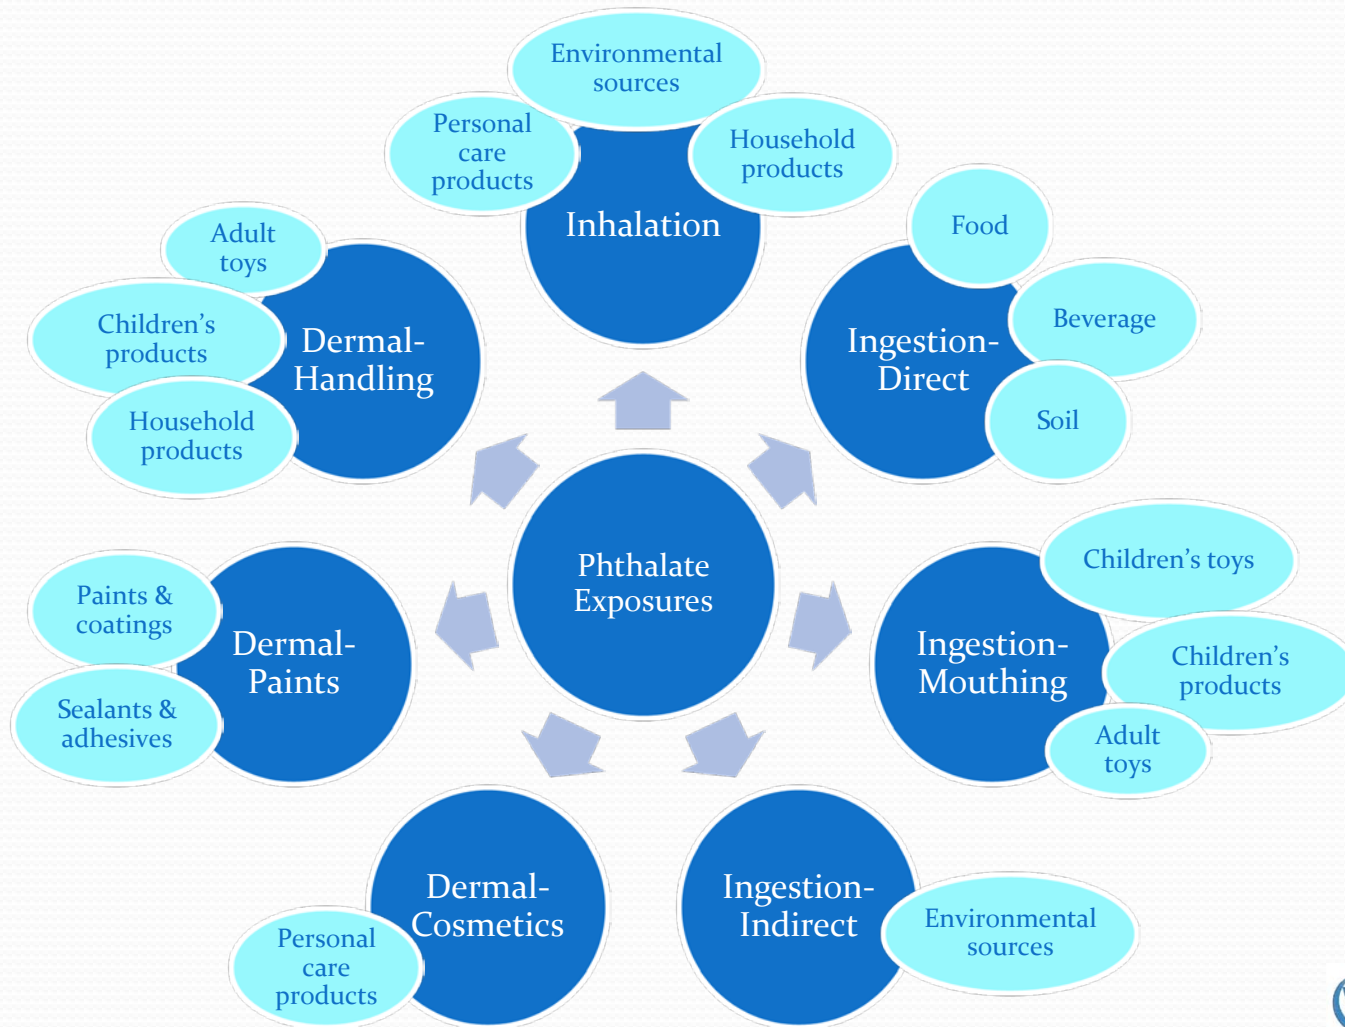 Environmental
sources
Personal
care
products
Household
products
Inhalation
Food
Beverage
Soil
Ingestion-
Direct
Children's toys
Children's
products
Adult
toys
Ingestion-
Mouthing
Environmental
sources
Ingestion-
Indirect
Personal
care
products
Dermal-
Cosmetics
Paints &
coatings
Sealants &
adhesives
Dermal-
Paints
Adult
toys
Children's
products
Household
products
Dermal-
Handling
Phthalate
Exposures